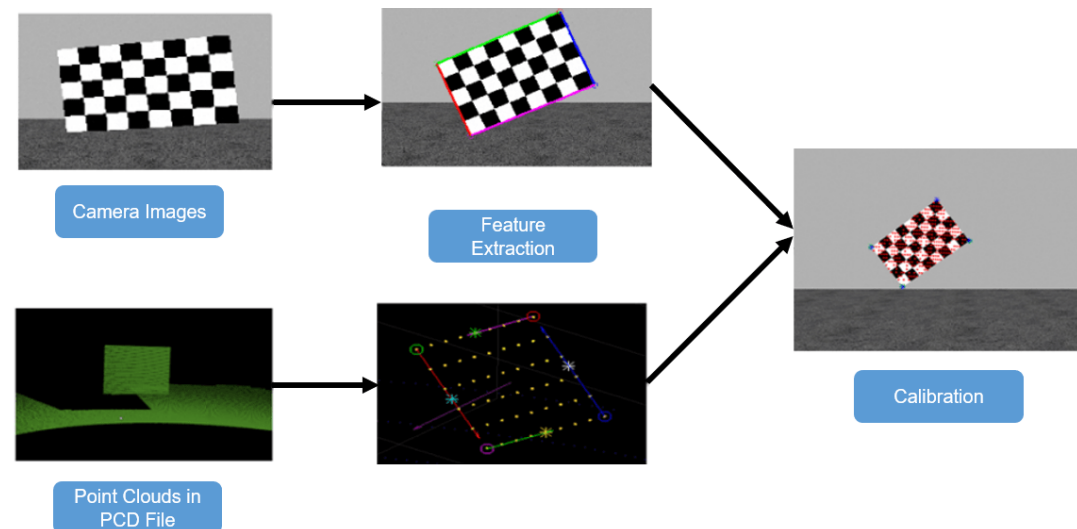 Camera Images
Feature
Extraction
Calibration
Point Clouds in
PCD File